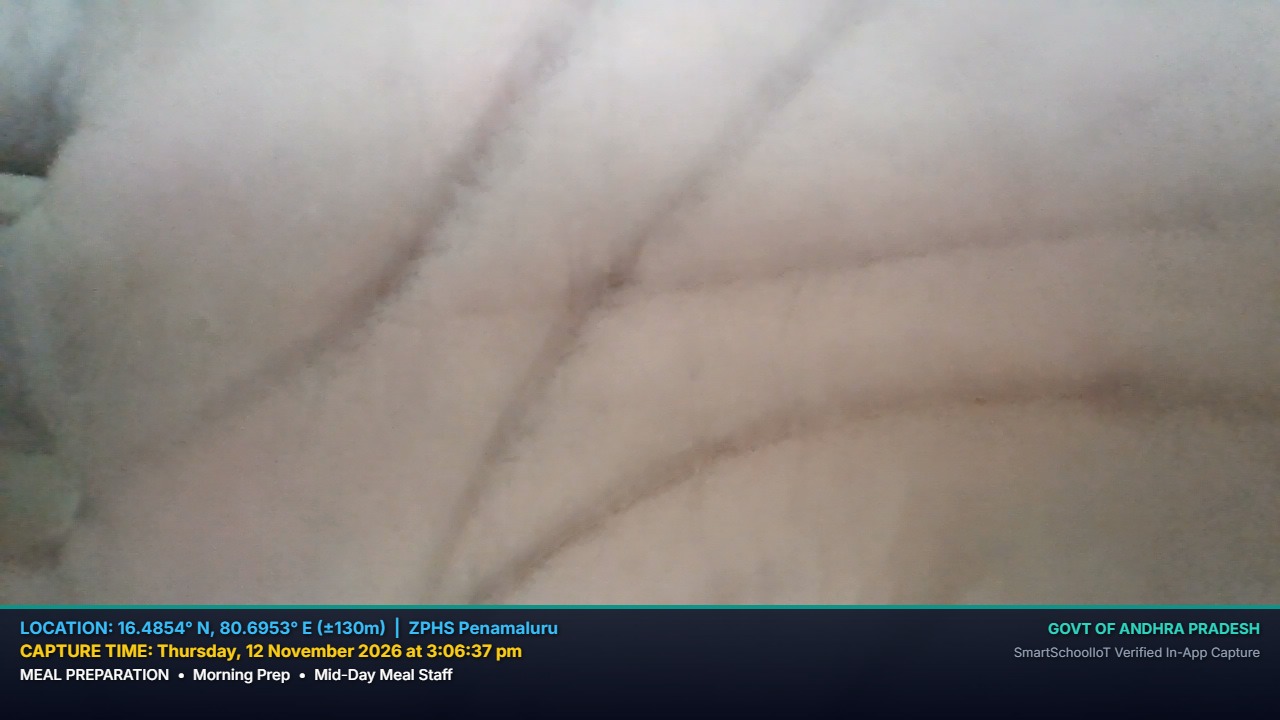 LOCATION: 16.4854° N, 80.6953° E (±130m) | ZPHS Penamaluru
CAPTURE TIME: Thursday, 12 November 2026 at 3:06:37 pm
MEAL PREPARATION • Morning Prep • Mid-Day Meal Staff
GOVT OF ANDHRA PRADESH
SmartSchoolIoT Verified In-App Capture